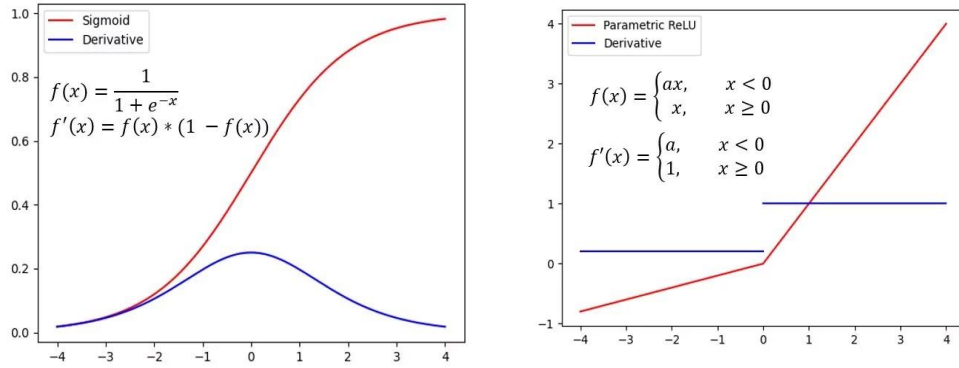 Sigmoid
Derivative
f(x) = 1 / (1 + e^{-x})
f'(x) = f(x) * (1 - f(x))
1.0
0.8
0.6
0.4
0.2
0.0
-4 -3 -2 -1 0 1 2 3 4
Parametric ReLU
Derivative
f(x) = { ax, x < 0
x, x ≥ 0
f'(x) = { a, x < 0
1, x ≥ 0
4
3
2
1
0
-1
-4 -3 -2 -1 0 1 2 3 4